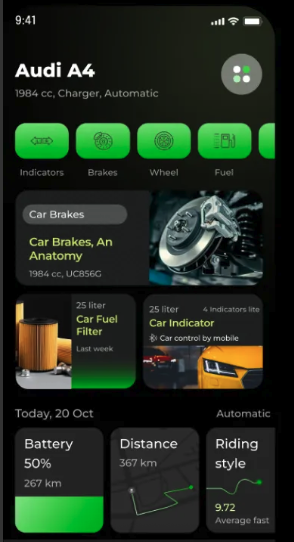 9:41
Audi A4
1984 cc, Charger, Automatic
Indicators Brakes Wheel Fuel
Car Brakes
Car Brakes, An
Anatomy
1984 cc, UC856G
25 liter
Car Fuel
Filter
Last week
25 liter 4 Indicators lite
Car Indicator
Car control by mobile
Today, 20 Oct Automatic
Battery
50%
267 km
Distance
367 km
Riding
style
9.72
Average fast